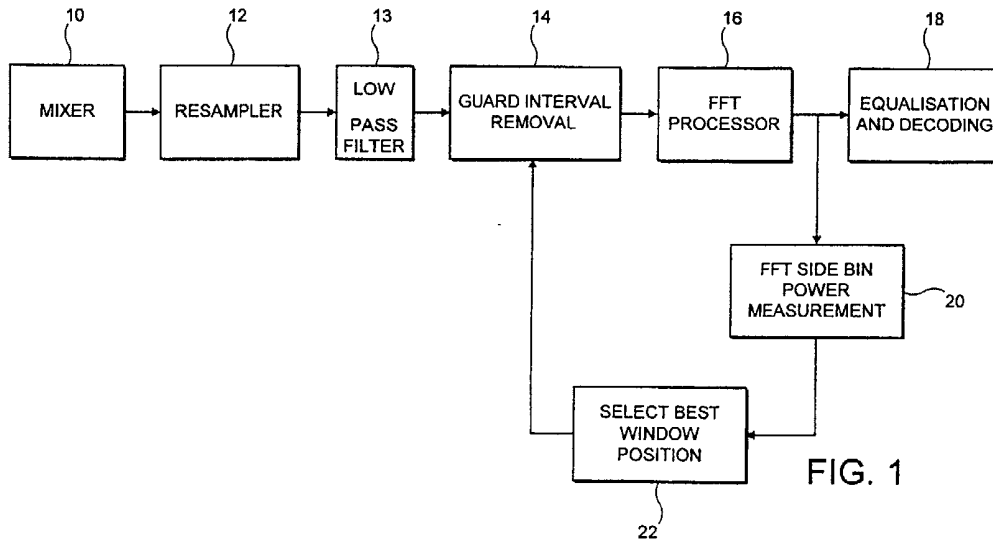 10
12
13
14
16
18
MIXER
RESAMPLER
LOW
PASS
FILTER
GUARD INTERVAL
REMOVAL
FFT
PROCESSOR
EQUALISATION
AND DECODING
FFT SIDE BIN
POWER
MEASUREMENT
20
SELECT BEST
WINDOW
POSITION
22
FIG. 1